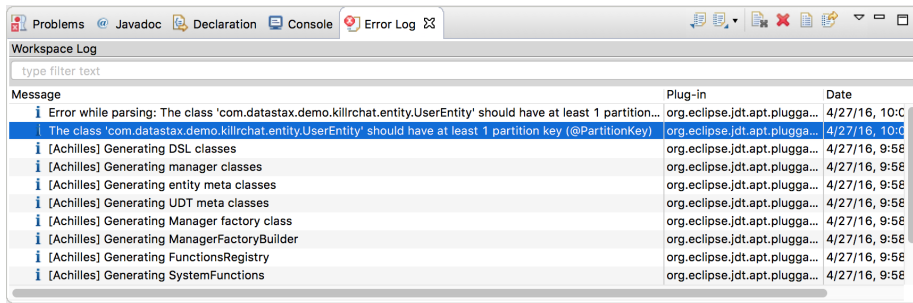 Problems @ Javadoc Declaration Console Error Log
Workspace Log
type filter text
Message Plug-in Date
i Error while parsing: The class 'com.datastax.demo.killrchat.entity.UserEntity' should have at least 1 partition... org.eclipse.jdt.apt.plugga... 4/27/16, 10:0
i The class 'com.datastax.demo.killrchat.entity.UserEntity' should have at least 1 partition key (@PartitionKey) org.eclipse.jdt.apt.plugga... 4/27/16, 10:0
i [Achilles] Generating DSL classes org.eclipse.jdt.apt.plugga... 4/27/16, 9:58
i [Achilles] Generating manager classes org.eclipse.jdt.apt.plugga... 4/27/16, 9:58
i [Achilles] Generating entity meta classes org.eclipse.jdt.apt.plugga... 4/27/16, 9:58
i [Achilles] Generating UDT meta classes org.eclipse.jdt.apt.plugga... 4/27/16, 9:58
i [Achilles] Generating Manager factory class org.eclipse.jdt.apt.plugga... 4/27/16, 9:58
i [Achilles] Generating ManagerFactoryBuilder org.eclipse.jdt.apt.plugga... 4/27/16, 9:58
i [Achilles] Generating FunctionsRegistry org.eclipse.jdt.apt.plugga... 4/27/16, 9:58
i [Achilles] Generating SystemFunctions org.eclipse.jdt.apt.plugga... 4/27/16, 9:58